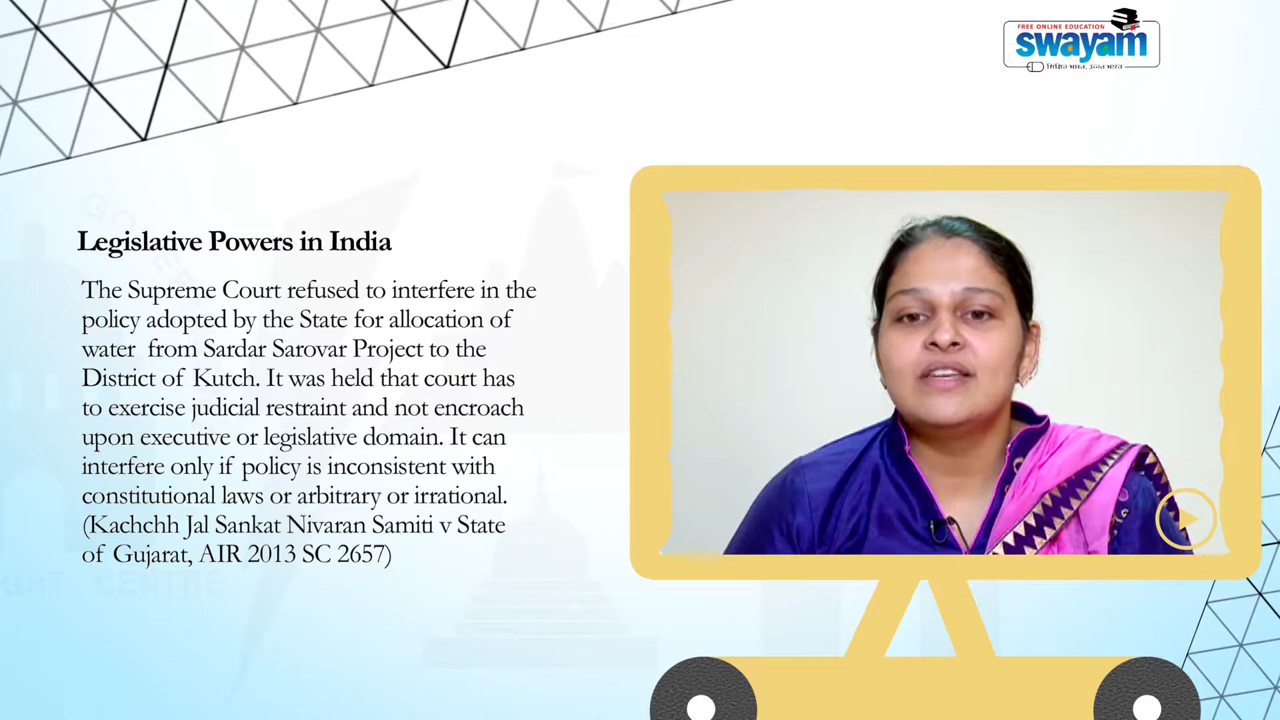 FREE ONLINE EDUCATION
swayam
शिक्षित भारत, उन्नत भारत
Legislative Powers in India
The Supreme Court refused to interfere in the
policy adopted by the State for allocation of
water from Sardar Sarovar Project to the
District of Kutch. It was held that court has
to exercise judicial restraint and not encroach
upon executive or legislative domain. It can
interfere only if policy is inconsistent with
constitutional laws or arbitrary or irrational.
(Kachchh Jal Sankat Nivaran Samiti v State
of Gujarat, AIR 2013 SC 2657)